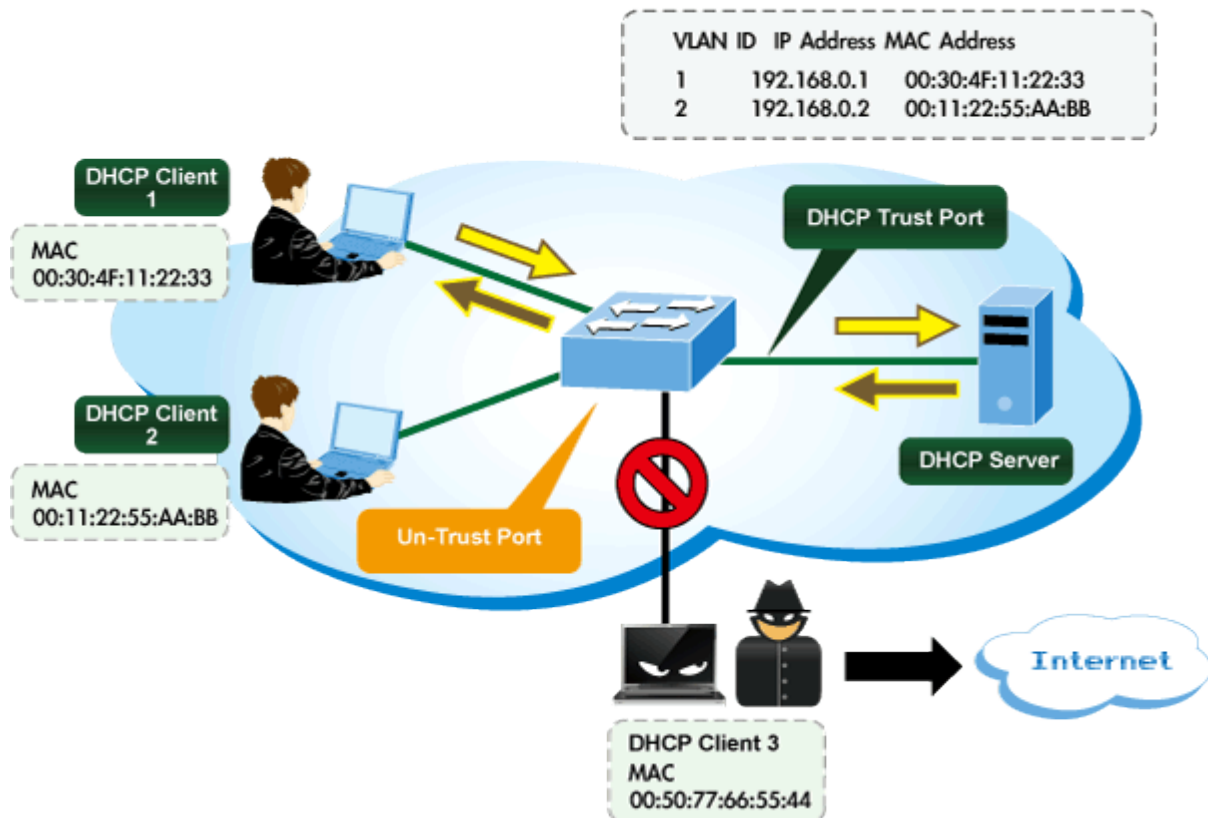 VLAN ID IP Address MAC Address
1 192.168.0.1 00:30:4F:11:22:33
2 192.168.0.2 00:11:22:55:AA:BB
DHCP Client
1
MAC
00:30:4F:11:22:33
DHCP Trust Port
DHCP Client
2
MAC
00:11:22:55:AA:BB
DHCP Server
Un-Trust Port
Internet
DHCP Client 3
MAC
00:50:77:66:55:44